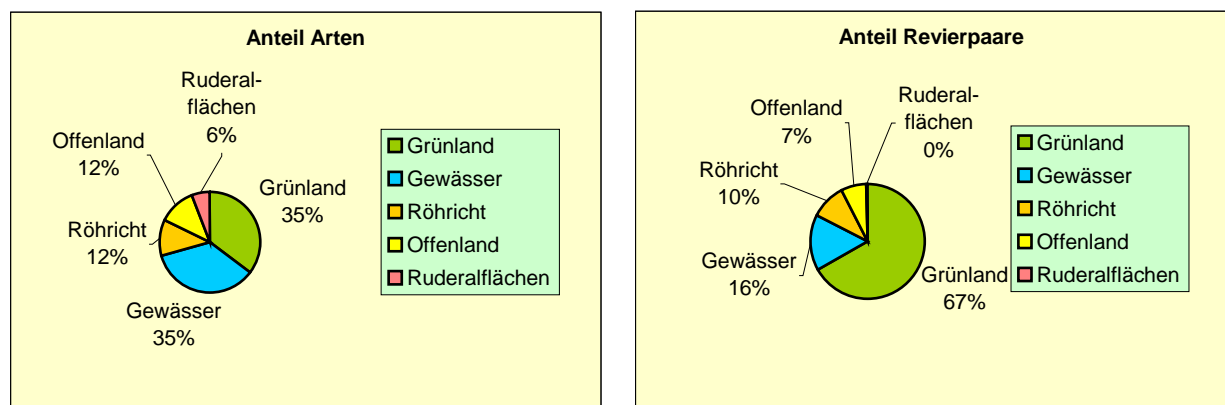 Anteil Arten
Ruderal-
flächen
6%
Offenland
12%
Grünland
35%
Röhricht
12%
Gewässer
35%
Grünland
Gewässer
Röhricht
Offenland
Ruderalflächen
Anteil Revierpaare
Ruderal-
flächen
0%
Offenland
7%
Röhricht
10%
Gewässer
16%
Grünland
67%
Grünland
Gewässer
Röhricht
Offenland
Ruderalflächen